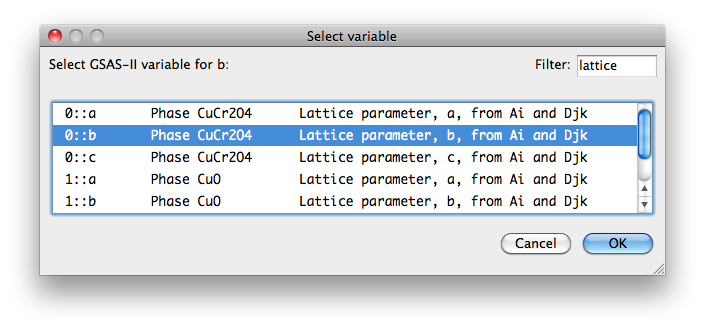 Select variable
Select GSAS-II variable for b: Filter: lattice
0::a Phase CuCr2O4 Lattice parameter, a, from Ai and Djk
0::b Phase CuCr2O4 Lattice parameter, b, from Ai and Djk
0::c Phase CuCr2O4 Lattice parameter, c, from Ai and Djk
1::a Phase CuO Lattice parameter, a, from Ai and Djk
1::b Phase CuO Lattice parameter, b, from Ai and Djk
Cancel OK